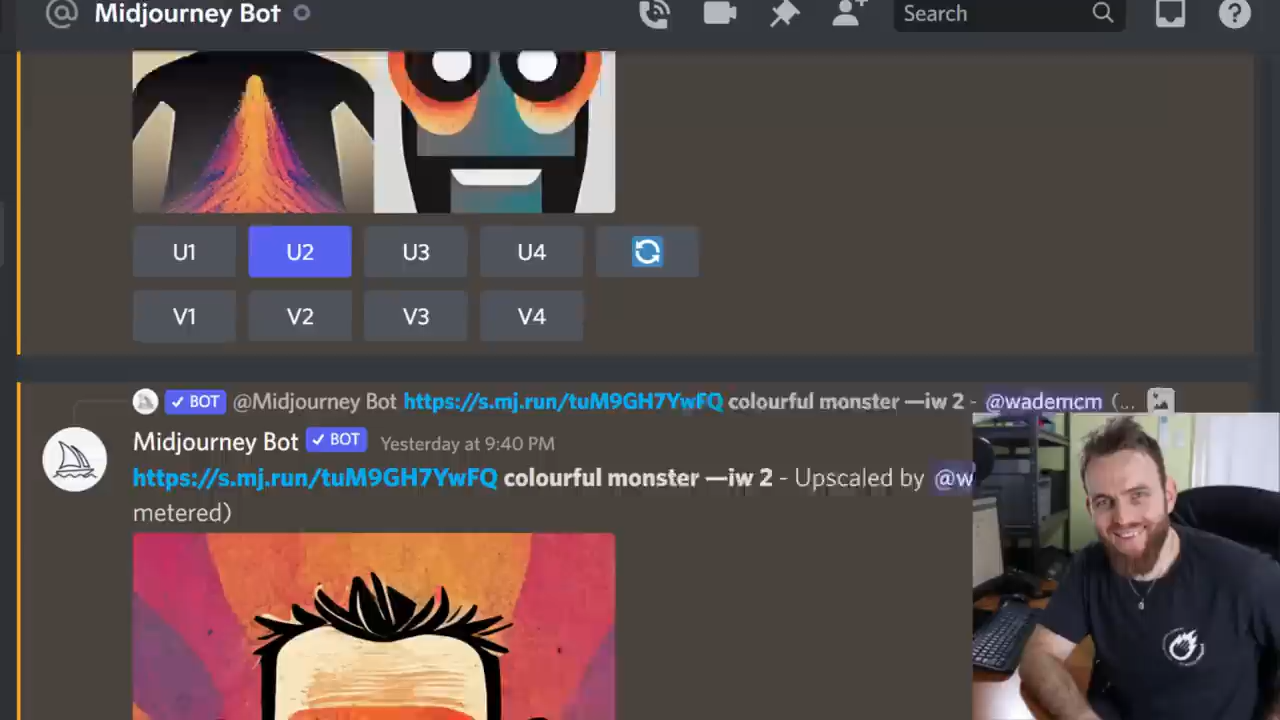 Midjourney Bot
Search
U1 U2 U3 U4
V1 V2 V3 V4
BOT @Midjourney Bot https://s.mj.run/tuM9GH7YwFQ colourful monster —iw 2 - @wademcm (...
Midjourney Bot BOT Yesterday at 9:40 PM
https://s.mj.run/tuM9GH7YwFQ colourful monster —iw 2 - Upscaled by @w
metered)